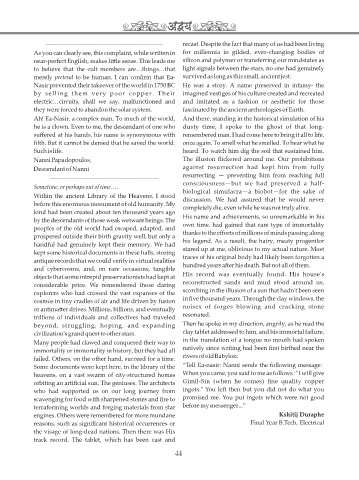 अद्वय
As you can clearly see, this complaint, while written in
near-perfect English, makes little sense. This leads me
to believe that the cult members are…things…that
merely pretend to be human. I can confirm that Ea-
Nasir prevented their takeover of the world in 1750 BC
by selling them very poor copper. Their
electric…circuits, shall we say, malfunctioned and
they were forced to abandon the solar system.
Ah! Ea-Nasir, a complex man. To much of the world,
he is a clown. Even to me, the descendant of one who
suffered at his hands, his name is synonymous with
filth. But it cannot be denied that he saved the world.
Such is life.
Nanni Papadopoulos,
Descendant of Nanni
Sometime, or perhaps out of time….
Within the ancient Library of the Heavens, I stood
before this enormous monument of old humanity. My
kind had been created about ten thousand years ago
by the descendants of those weak wetware beings. The
peoples of the old world had escaped, adapted, and
prospered outside their birth gravity well, but only a
handful had genuinely kept their memory. We had
kept some historical documents in these halls, storing
antique records that we could verify in virtual realities
and cyberscans, and, on rare occasions, tangible
objects that some intrepid preservationists had kept at
considerable price. We remembered those daring
explorers who had crossed the vast expanses of the
cosmos in tiny cradles of air and life driven by fusion
or antimatter drives. Millions, billions, and eventually
trillions of individuals and collectives had traveled
beyond, struggling, hoping, and expanding
civilization's grand quest to other stars.
Many people had clawed and conquered their way to
immortality or immortality in history, but they had all
failed. Others, on the other hand, succeed for a time.
Some documents were kept here, in the library of the
heavens, on a vast swarm of city-structured homes
orbiting an artificial sun. The geniuses. The architects
who had supported us on our long journey from
scavenging for food with sharpened stones and fire to
terraforming worlds and forging materials from star
engines. Others were remembered for more mundane
reasons, such as significant historical occurrences or
the visage of long-dead nations. Then there was His
track record. The tablet, which has been cast and
recast. Despite the fact that many of us had been living
for millennia in gilded, ever-changing bodies of
silicon and polymer or transferring our mindstates as
light signals between the stars, no one had genuinely
survived as long as this small, ancient jest.
He was a story. A name preserved in infamy- the
imagined vestiges of his culture created and recreated
and imitated as a fashion or aesthetic for those
fascinated by the ancient archeologies of Earth.
And there, standing in the historical simulation of his
dusty time, I spoke to the ghost of that long-
remembered man. I had come here to bring it all to life,
once again. To smell what he smelled. To hear what he
heard. To watch him dig the soil that sustained him.
The illusion flickered around me. Our prohibitions
against resurrection had kept him from fully
resurrecting — preventing him from reaching full
consciousness—but we had preserved a half-
biological simulacra—a biobot—for the sake of
discussion. We had assured that he would never
completely die, even while he was not truly alive.
His name and achievements, so unremarkable in his
own time, had gained that rare type of immortality
thanks to the efforts of millions of minds passing along
his legend. As a result, the hairy, meaty progenitor
stared up at me, oblivious to my actual nature. Most
traces of his original body had likely been forgotten a
hundred years after his death. But not all of them.
His record was eventually found. His house's
reconstructed sands and mud stood around us,
scorching in the illusion of a sun that hadn't been seen
in five thousand years. Through the clay windows, the
noises of forges blowing and cracking stone
resonated.
Then he spoke in my direction, angrily, as he read the
clay tablet addressed to him, and his immortal failure,
in the translation of a tongue no mouth had spoken
natively since writing had been first birthed near the
rivers of old Babylon:
"Tell Ea-nasir: Nanni sends the following message:
When you came, you said to me as follows: "I will give
Gimil-Sin (when he comes) fine quality copper
ingots." You left then but you did not do what you
promised me. You put ingots which were not good
before my messenger..."
Kshitij Duraphe
Final Year B.Tech, Electrical
44